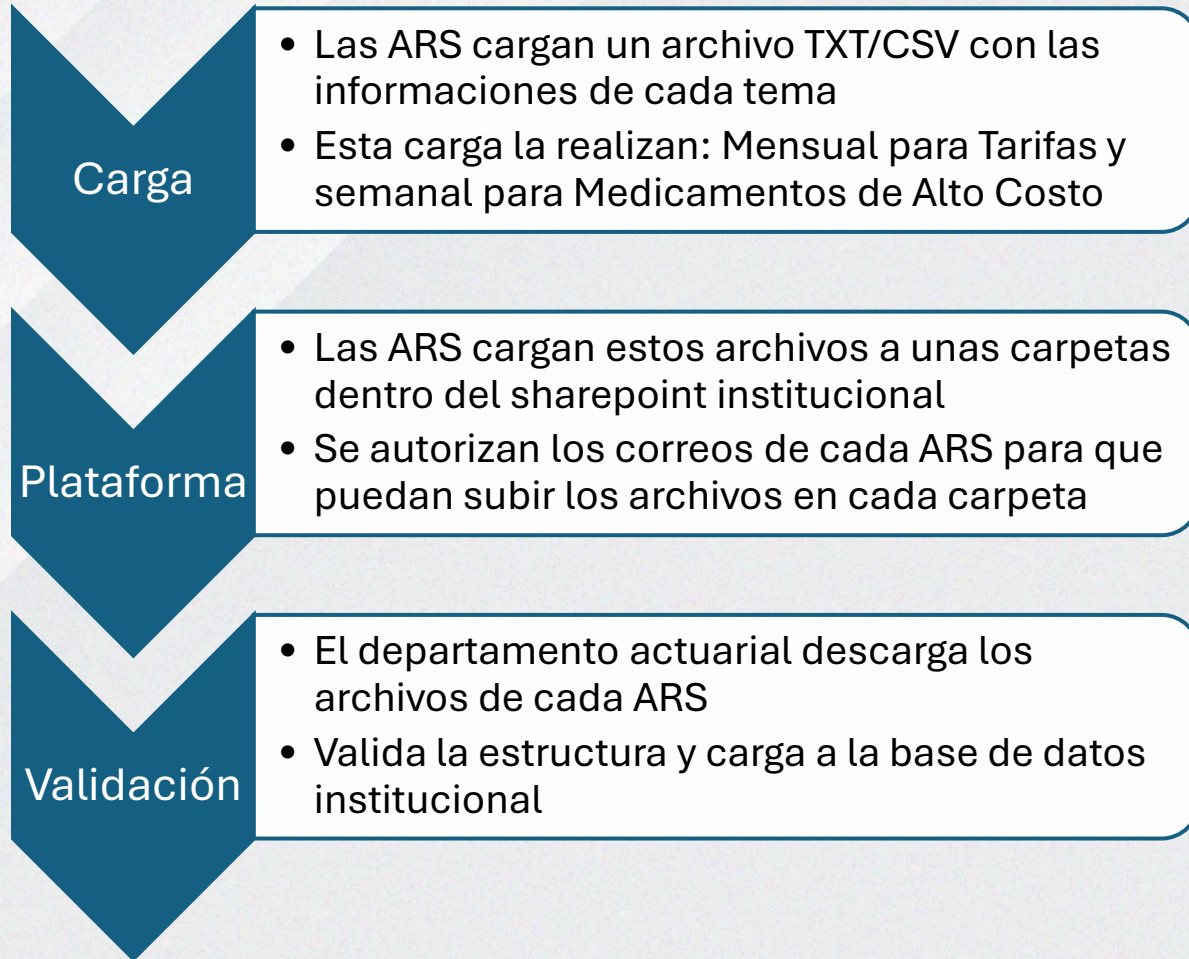 Carga
• Las ARS cargan un archivo TXT/CSV con las
informaciones de cada tema
• Esta carga la realizan: Mensual para Tarifas y
semanal para Medicamentos de Alto Costo
Plataforma
• Las ARS cargan estos archivos a unas carpetas
dentro del sharepoint institucional
• Se autorizan los correos de cada ARS para que
puedan subir los archivos en cada carpeta
Validación
• El departamento actuarial descarga los
archivos de cada ARS
• Valida la estructura y carga a la base de datos
institucional